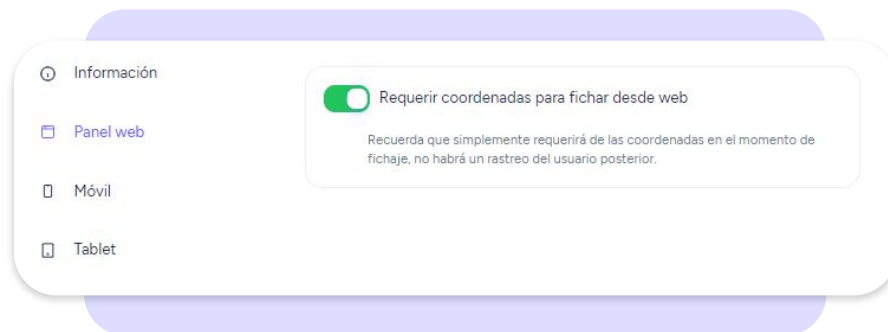 Información
Panel web
Móvil
Tablet
Requerir coordenadas para fichar desde web
Recuerda que simplemente requerirá de las coordenadas en el momento de
fichaje, no habrá un rastreo del usuario posterior.